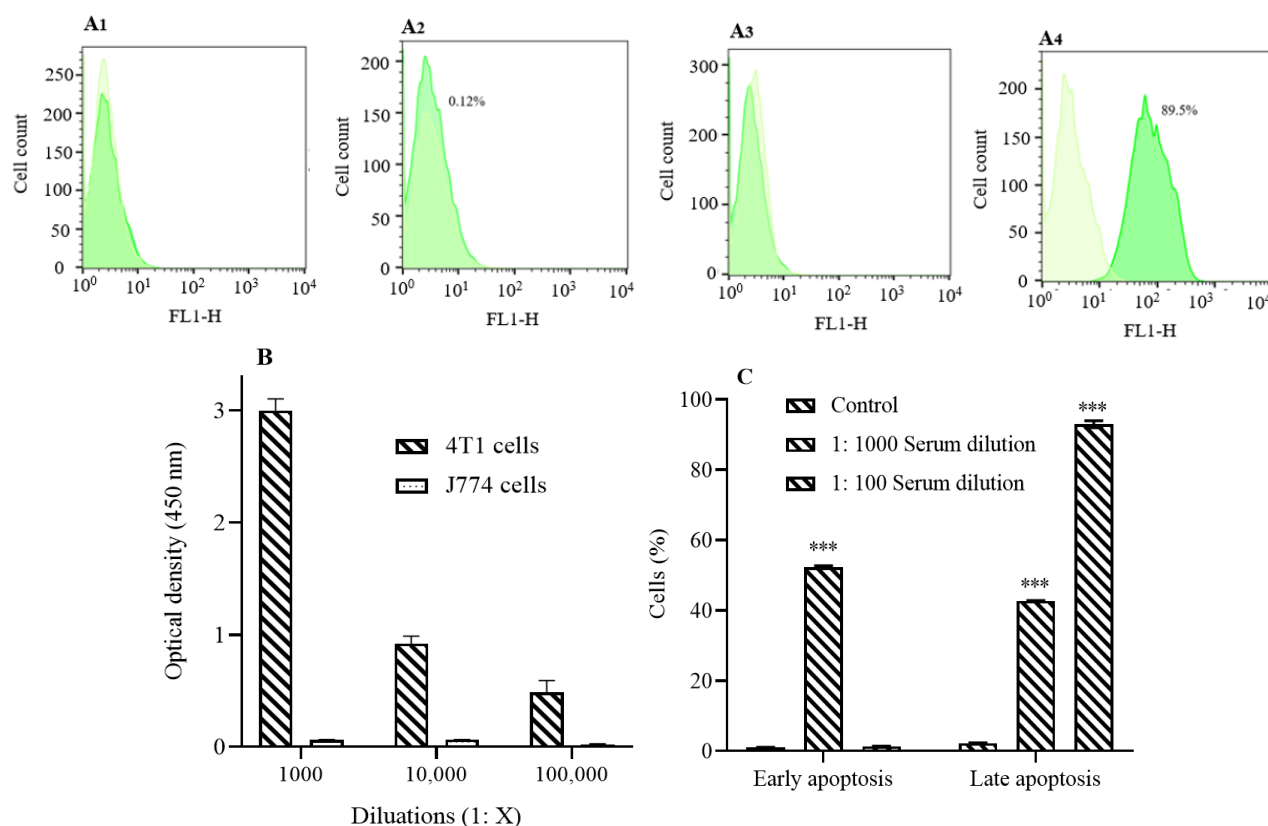 A1
Cell count
250
200
150
100
50
0
10^0 10^1 10^2 10^3 10^4
FL1-H
A2
Cell count
200
150
100
50
0
0.12%
10^0 10^1 10^2 10^3 10^4
FL1-H
A3
Cell count
300
200
100
0
10^0 10^1 10^2 10^3 10^4
FL1-H
A4
Cell count
200
150
100
50
0
89.5%
10^0 10^1 10^2 10^3 10^4
FL1-H
B
Optical density (450 nm)
3
2
1
0
4T1 cells
J774 cells
1000 10,000 100,000
Diluations (1: X)
C
Cells (%)
100
80
60
40
20
0
Control
1: 1000 Serum dilution
1: 100 Serum dilution
***
***
***
Early apoptosis Late apoptosis